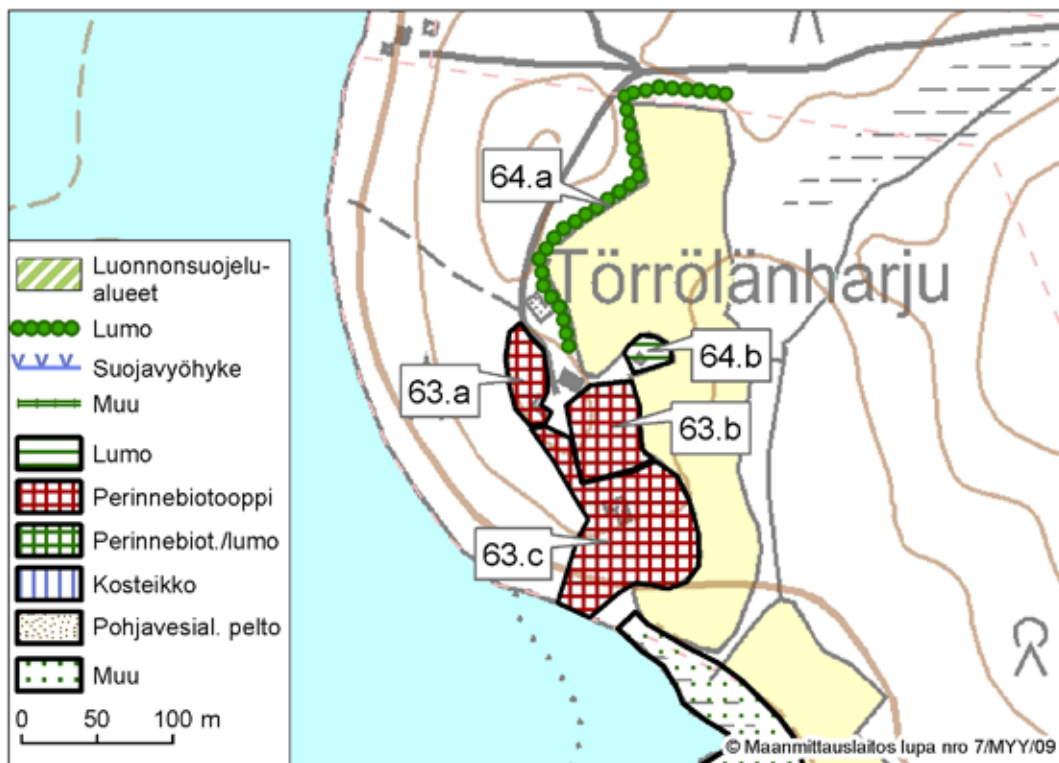 64.a
Törrölänharju
64.b
63.a
63.b
63.c
Luonnonsuojelu-
alueet
Lumo
Suojavyöhyke
Muu
Lumo
Perinnebiotooppi
Perinnebiot./lumo
Kosteikko
Pohjavesial. pelto
Muu
0 50 100 m
© Maanmittauslaitos lupa nro 7/MYY/09